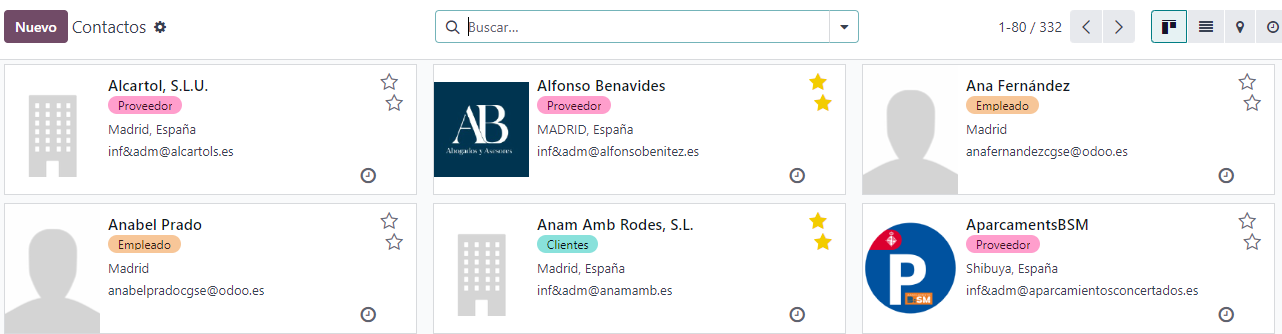 Nuevo Contactos
Buscar...
1-80 / 332
Alcartol, S.L.U.
Proveedor
Madrid, España
inf&adm@alcartols.es
AB
Abogados y Asesores
Alfonso Benavides
Proveedor
MADRID, España
inf&adm@alfonsobenitez.es
Ana Fernández
Empleado
Madrid
anafernandezcgse@odoo.es
Anabel Prado
Empleado
Madrid
anabelpradocgse@odoo.es
Anam Amb Rodes, S.L.
Clientes
Madrid, España
inf&adm@anamamb.es
P
SM
AparcamentsBSM
Proveedor
Shibuya, España
inf&adm@aparcamientosconcertados.es